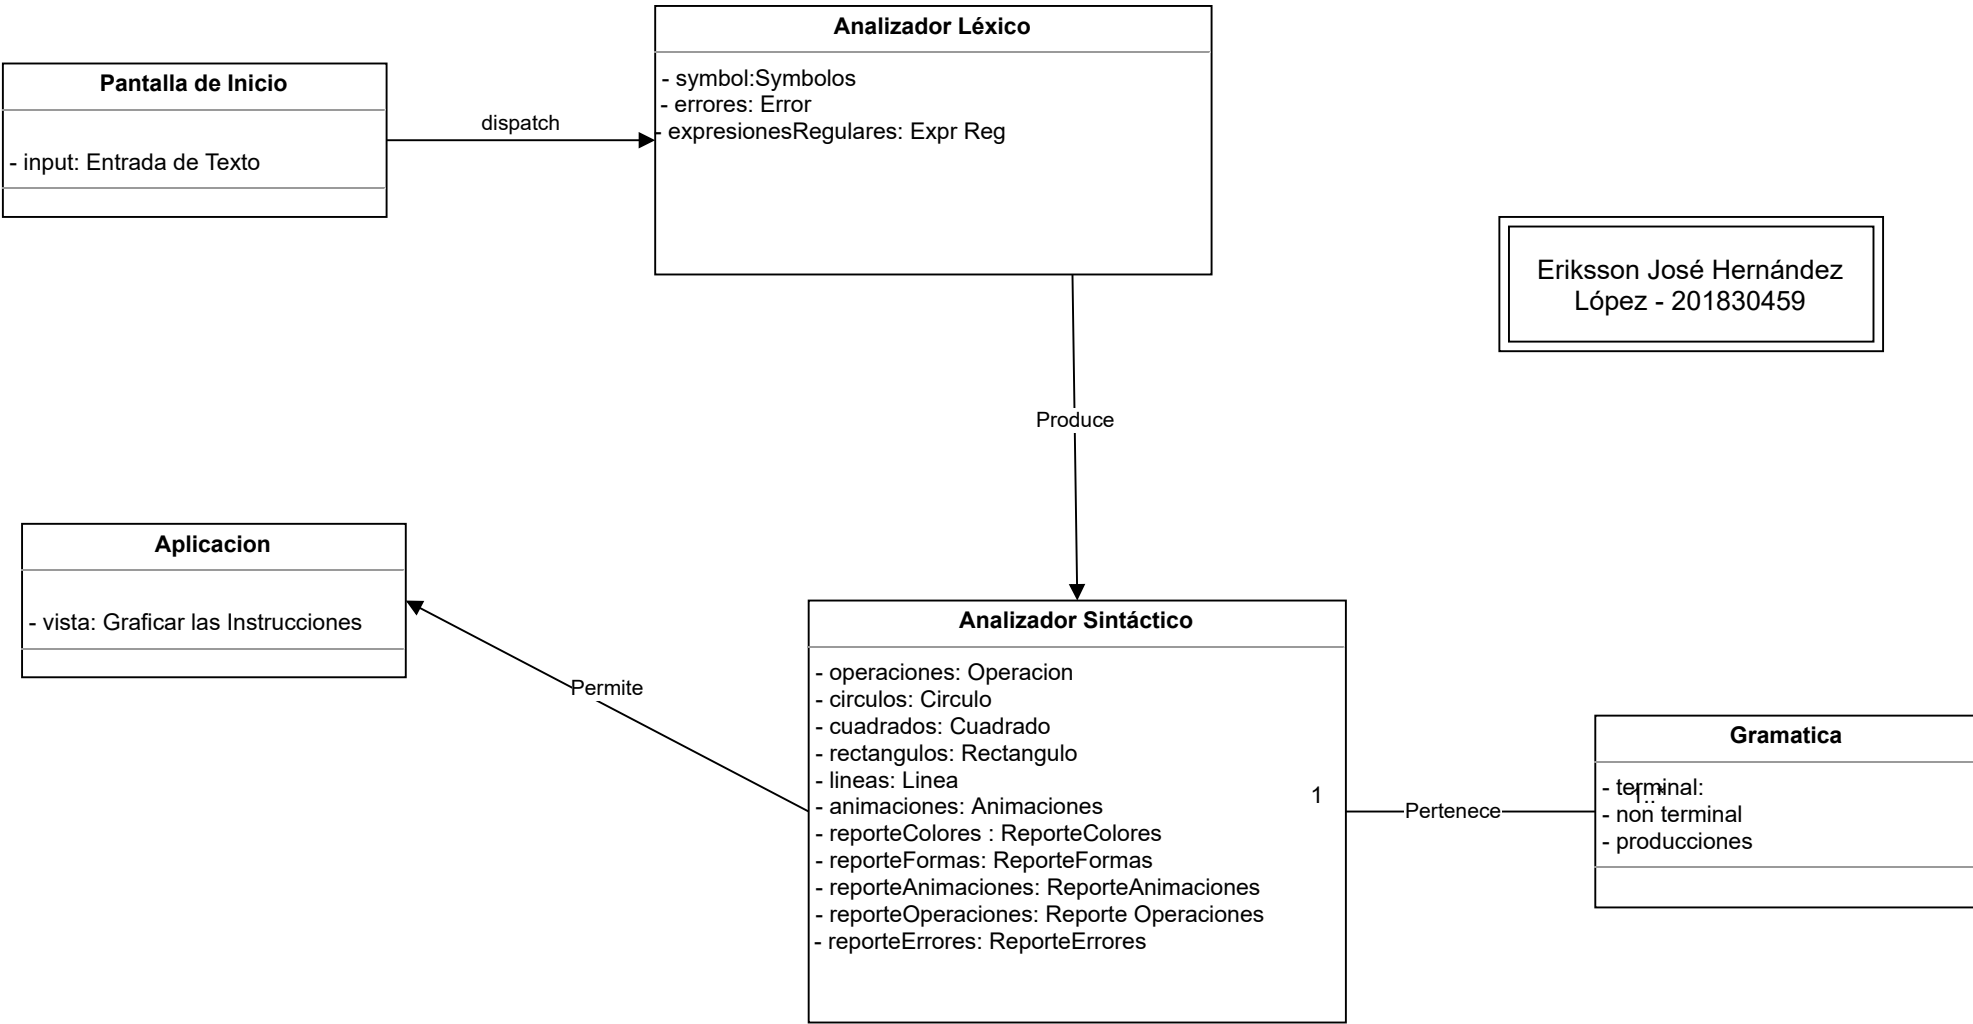 Analizador Léxico
- symbol:Symbolos
- errores: Error
- expresionesRegulares: Expr Reg
Pantalla de Inicio
- input: Entrada de Texto
dispatch
Eriksson José Hernández
López - 201830459
Produce
Aplicacion
- vista: Graficar las Instrucciones
Permite
Analizador Sintáctico
- operaciones: Operacion
- circulos: Circulo
- cuadrados: Cuadrado
- rectangulos: Rectangulo
- lineas: Linea
- animaciones: Animaciones
- reporteColores : ReporteColores
- reporteFormas: ReporteFormas
- reporteAnimaciones: ReporteAnimaciones
- reporteOperaciones: Reporte Operaciones
- reporteErrores: ReporteErrores
1
Pertenece
1..*
Gramatica
- terminal:
- non terminal
- producciones